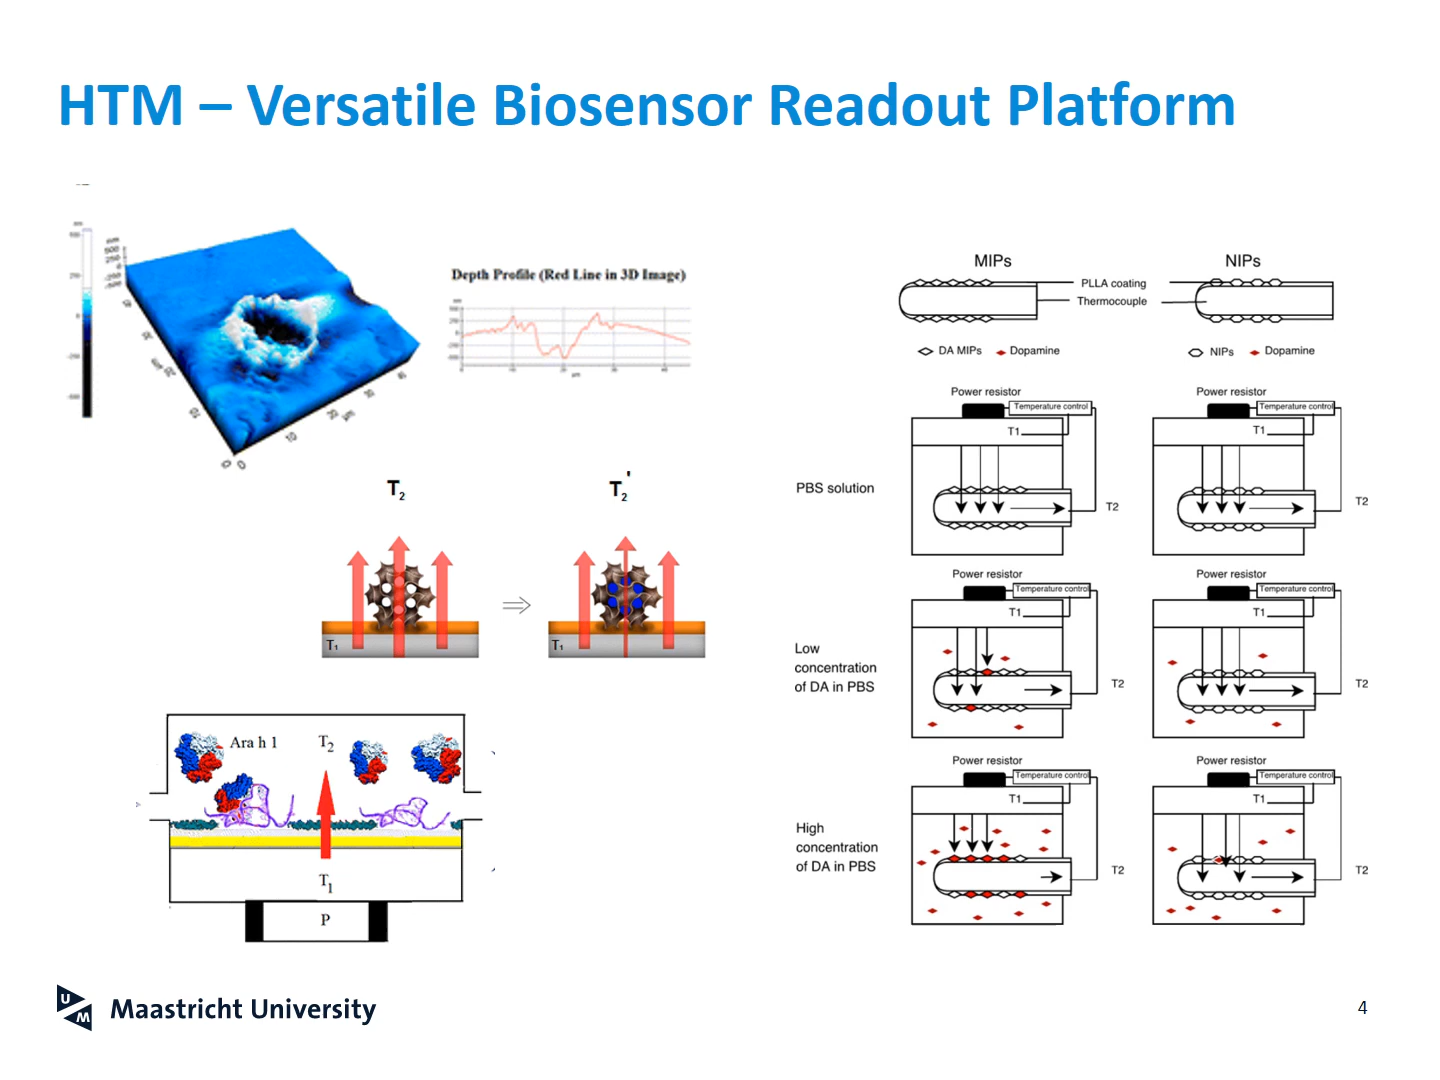 HTM – Versatile Biosensor Readout Platform
Depth Profile (Red Line in 3D Image)
T2
T2'
T1
T1
Ara h 1
T2
T1
P
MIPs
NIPs
PLLA coating
Thermocouple
DA MIPs
Dopamine
NIPs
Dopamine
Power resistor
Temperature control
T1
T2
Power resistor
Temperature control
T1
T2
PBS solution
Power resistor
Temperature control
T1
T2
Power resistor
Temperature control
T1
T2
Low
concentration
of DA in PBS
Power resistor
Temperature control
T1
T2
Power resistor
Temperature control
T1
T2
High
concentration
of DA in PBS
UM
Maastricht University
4